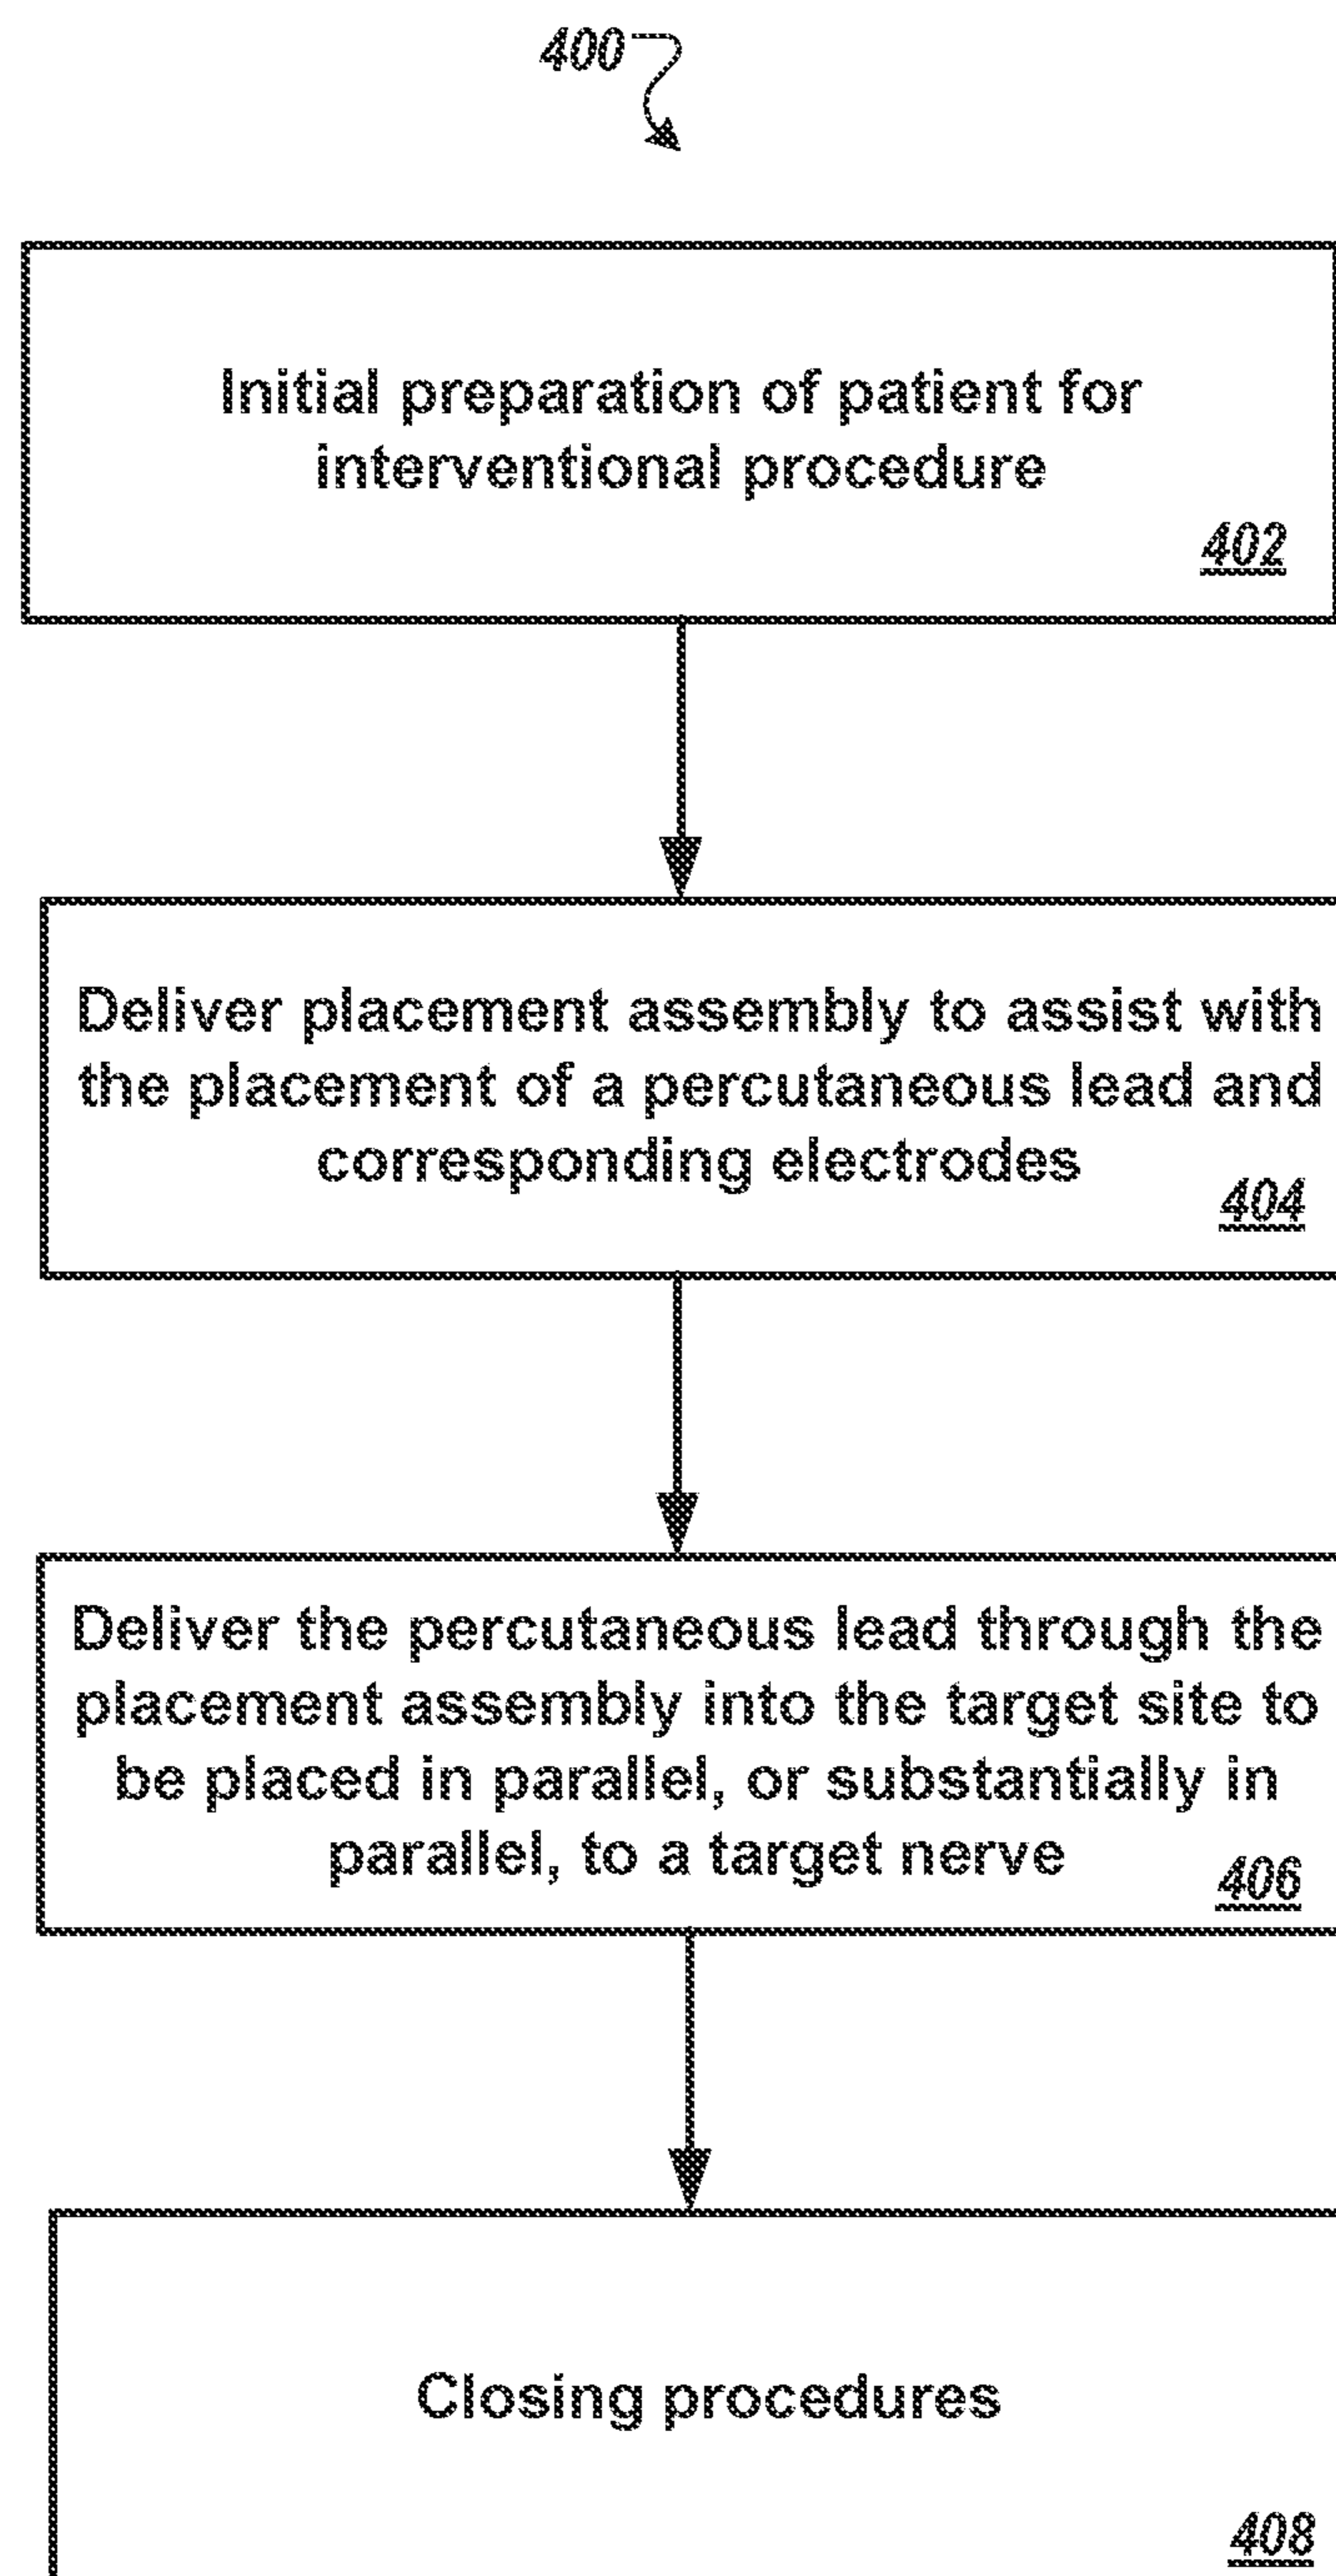 400
Initial preparation of patient for
interventional procedure
402
Deliver placement assembly to assist with
the placement of a percutaneous lead and
corresponding electrodes
404
Deliver the percutaneous lead through the
placement assembly into the target site to
be placed in parallel, or substantially in
parallel, to a target nerve
406
Closing procedures
408